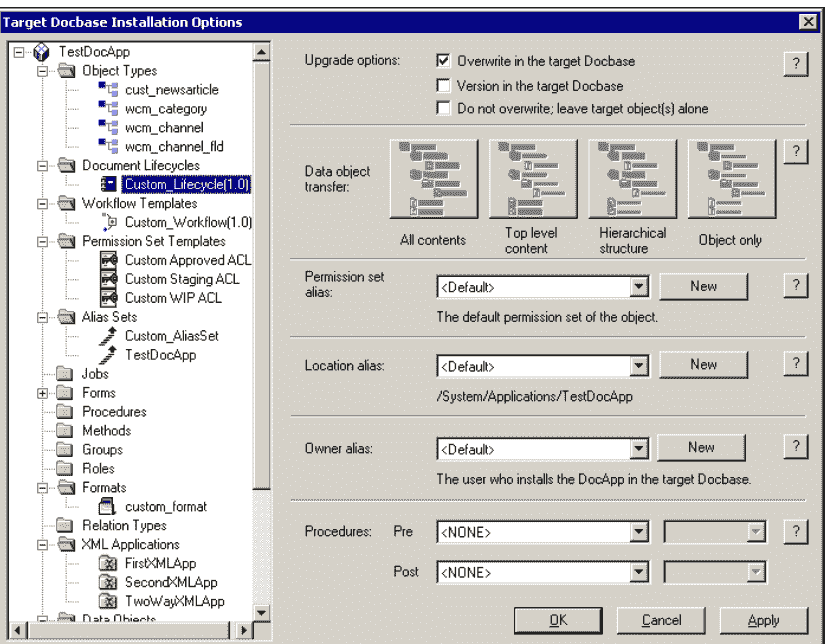 Target Docbase Installation Options
TestDocApp
Object Types
cust_newsarticle
wcm_category
wcm_channel
wcm_channel_fld
Document Lifecycles
Custom_Lifecycle(1.0)
Workflow Templates
Custom_Workflow(1.0)
Permission Set Templates
Custom Approved ACL
Custom Staging ACL
Custom WIP ACL
Alias Sets
Custom_AliasSet
TestDocApp
Jobs
Forms
Procedures
Methods
Groups
Roles
Formats
custom_format
Relation Types
XML Applications
FirstXMLApp
SecondXMLApp
TwoWayXMLApp
Data Objects
Upgrade options:
Overwrite in the target Docbase
?
Version in the target Docbase
Do not overwrite; leave target object(s) alone
Data object
transfer:
?
All contents
Top level
content
Hierarchical
structure
Object only
Permission set
alias:
<Default>
New
?
The default permission set of the object.
Location alias:
<Default>
New
?
/System/Applications/TestDocApp
Owner alias:
<Default>
New
?
The user who installs the DocApp in the target Docbase.
Procedures:
Pre
<NONE>
?
Post
<NONE>
OK
Cancel
Apply